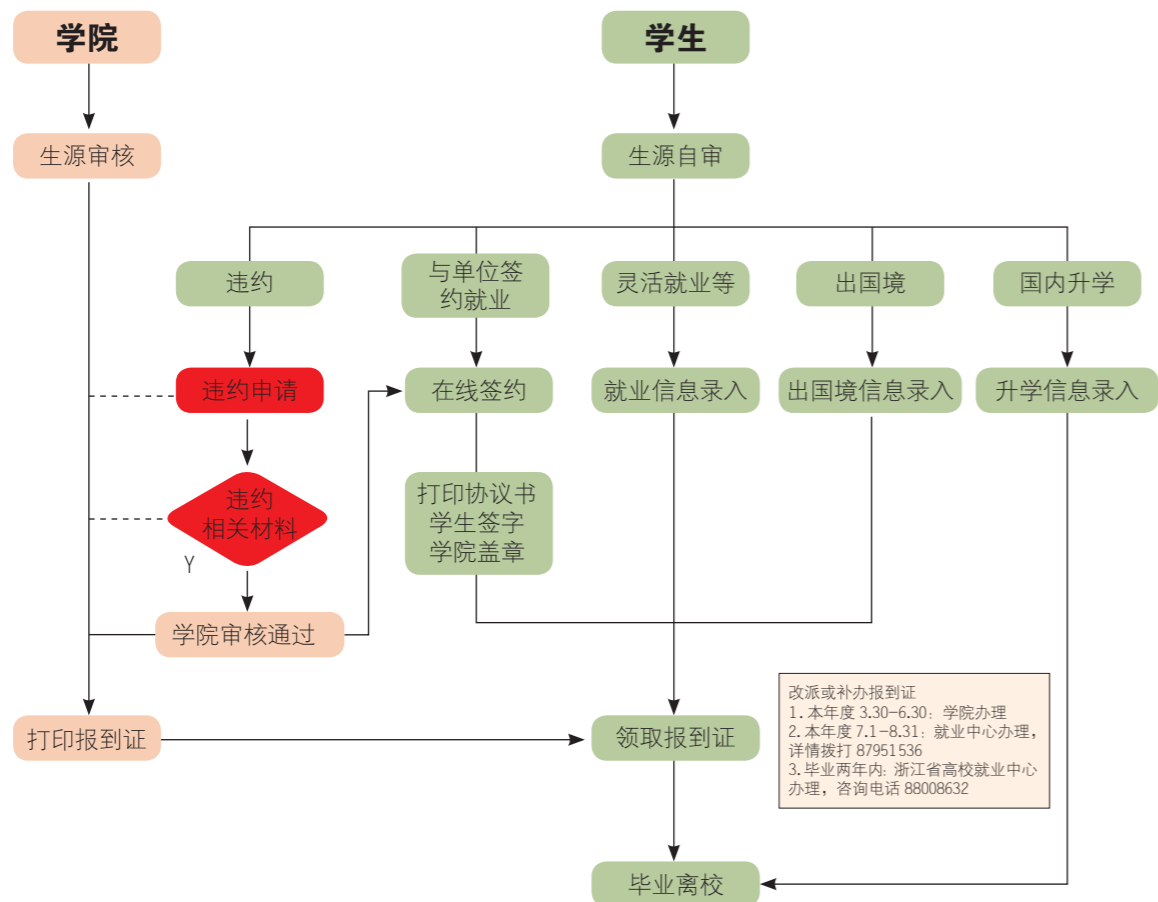 学院
学生
生源审核
生源自审
违约
与单位签
约就业
灵活就业等
出国境
国内升学
违约申请
在线签约
就业信息录入
出国境信息录入
升学信息录入
违约
相关材料
打印协议书
学生签字
学院盖章
Y
学院审核通过
改派或补办报到证
1.本年度 3.30-6.30：学院办理
2.本年度 7.1-8.31：就业中心办理，
详情拨打 87951536
3.毕业两年内：浙江省高校就业中心
办理，咨询电话 88008632
打印报到证
领取报到证
毕业离校